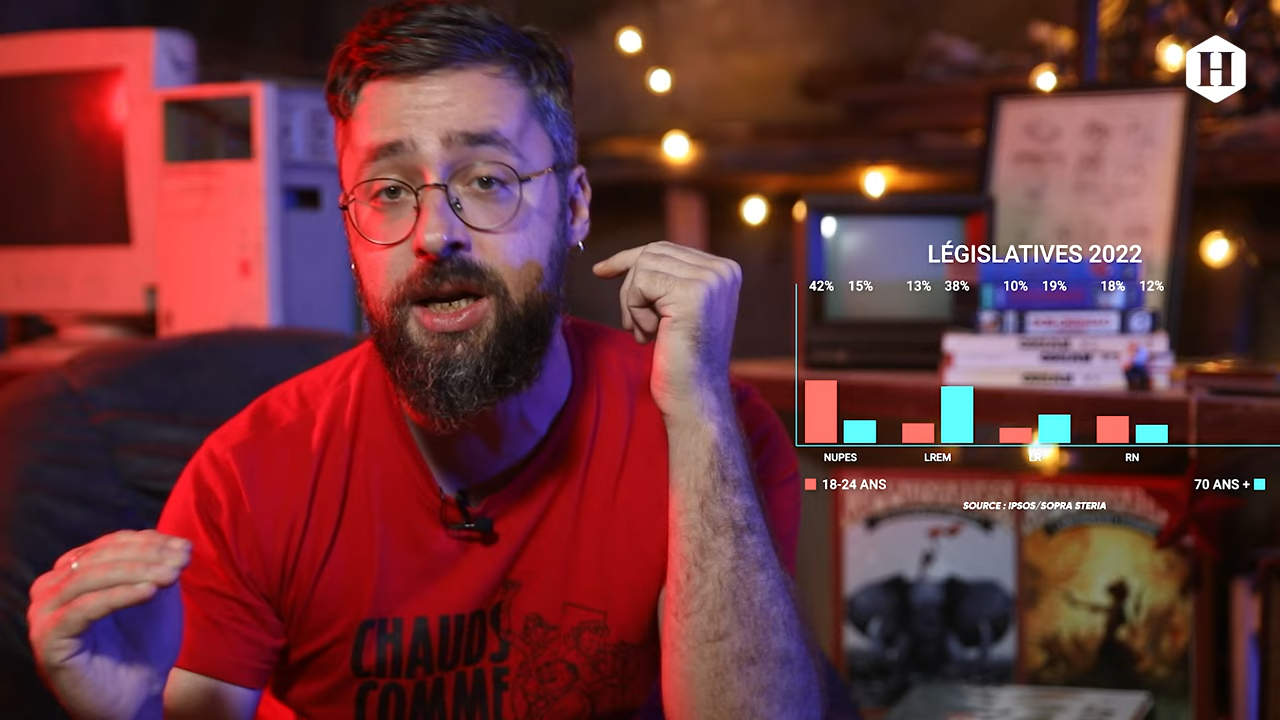 H
LÉGISLATIVES 2022
42% 15% 13% 38% 10% 19% 18% 12%
NUPES LREM LR RN
18-24 ANS 70 ANS +
SOURCE : IPSOS/SOPRA STERIA
CHAUDS
COMME